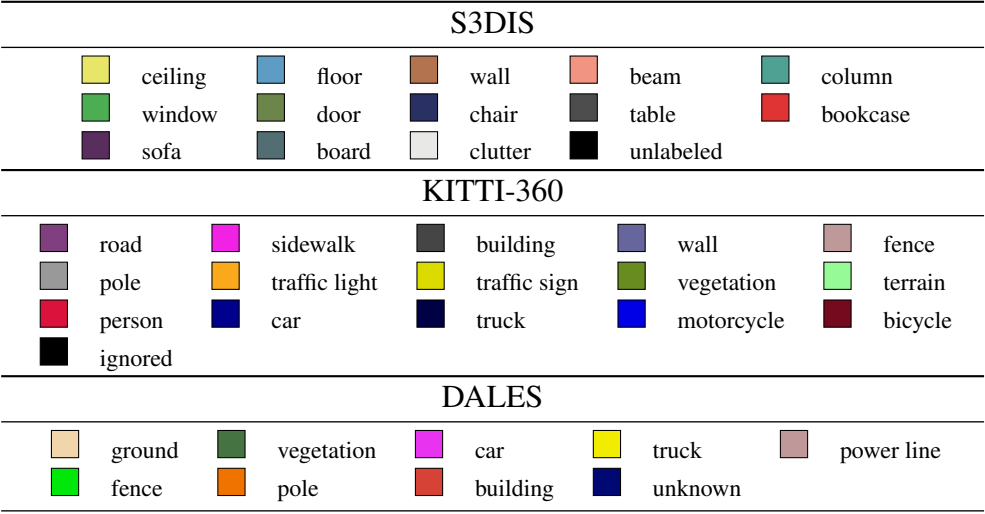 S3DIS
ceiling floor wall beam column
window door chair table bookcase
sofa board clutter unlabeled
KITTI-360
road sidewalk building wall fence
pole traffic light traffic sign vegetation terrain
person car truck motorcycle bicycle
ignored
DALES
ground vegetation car truck power line
fence pole building unknown